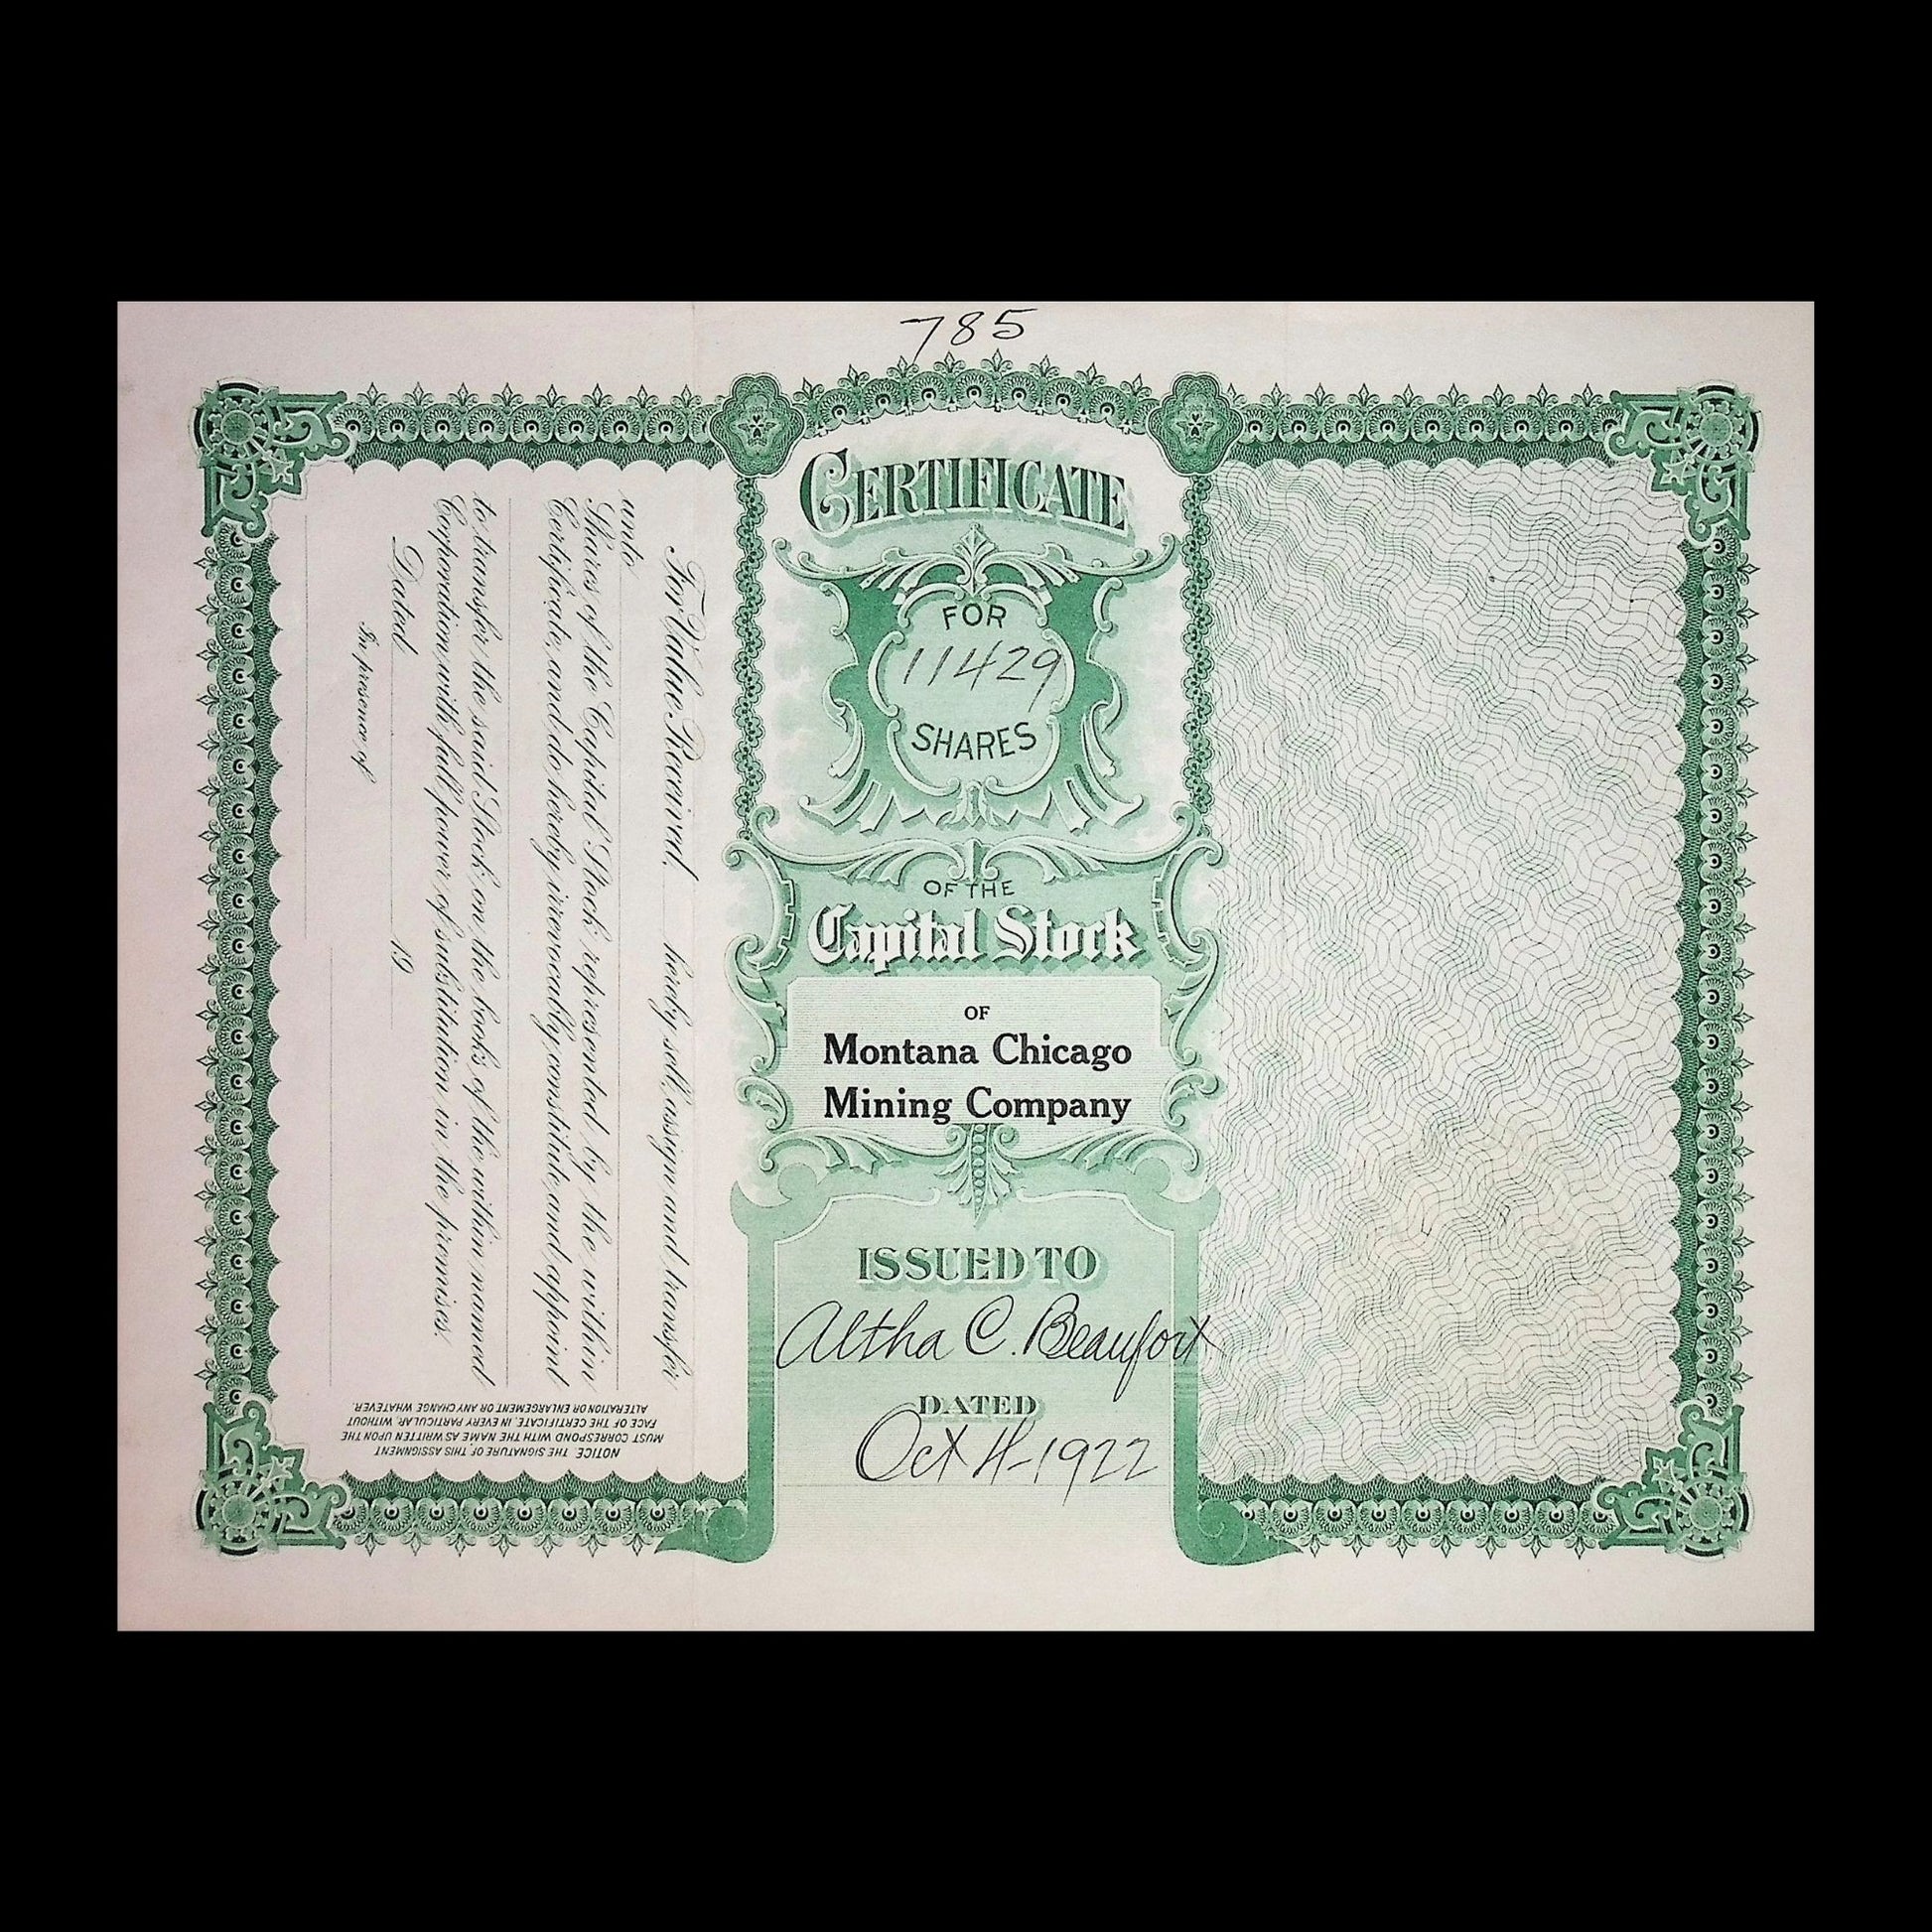 785
CERTIFICATE
FOR
11429
SHARES
OF THE
Capital Stock
OF
Montana Chicago
Mining Company
ISSUED TO
Altha C. Beaufort
DATED
Oct 4-1922
For Value Received, hereby sell, assign and transfer
unto
Shares of the Capital Stock represented by the within
Certificate, and do hereby irrevocably constitute and appoint
to transfer the said Stock on the books of the within named
Corporation with full power of substitution in the premises.
Dated 19
In presence of
NOTICE. THE SIGNATURE OF THIS ASSIGNMENT
MUST CORRESPOND WITH THE NAME AS WRITTEN UPON THE
FACE OF THE CERTIFICATE, IN EVERY PARTICULAR, WITHOUT
ALTERATION OR ENLARGEMENT OR ANY CHANGE WHATEVER.